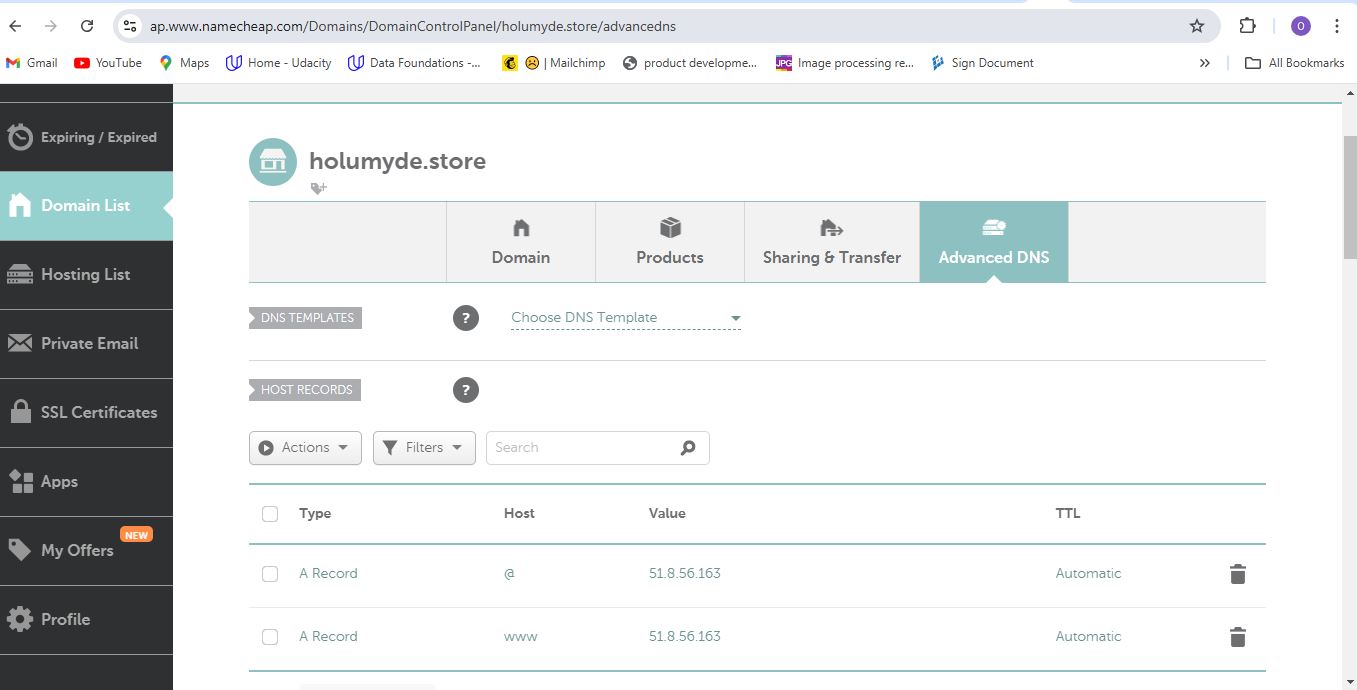 ap.www.namecheap.com/Domains/DomainControlPanel/holumyde.store/advancedns
O
Gmail YouTube Maps Home - Udacity Data Foundations -... | Mailchimp product developme... JPG Image processing re... Sign Document » All Bookmarks
Expiring / Expired
Domain List
Hosting List
Private Email
SSL Certificates
Apps
NEW
My Offers
Profile
holumyde.store
Domain Products Sharing & Transfer Advanced DNS
DNS TEMPLATES ? Choose DNS Template
HOST RECORDS ?
Actions Filters Search
Type Host Value TTL
A Record @ 51.8.56.163 Automatic
A Record www 51.8.56.163 Automatic